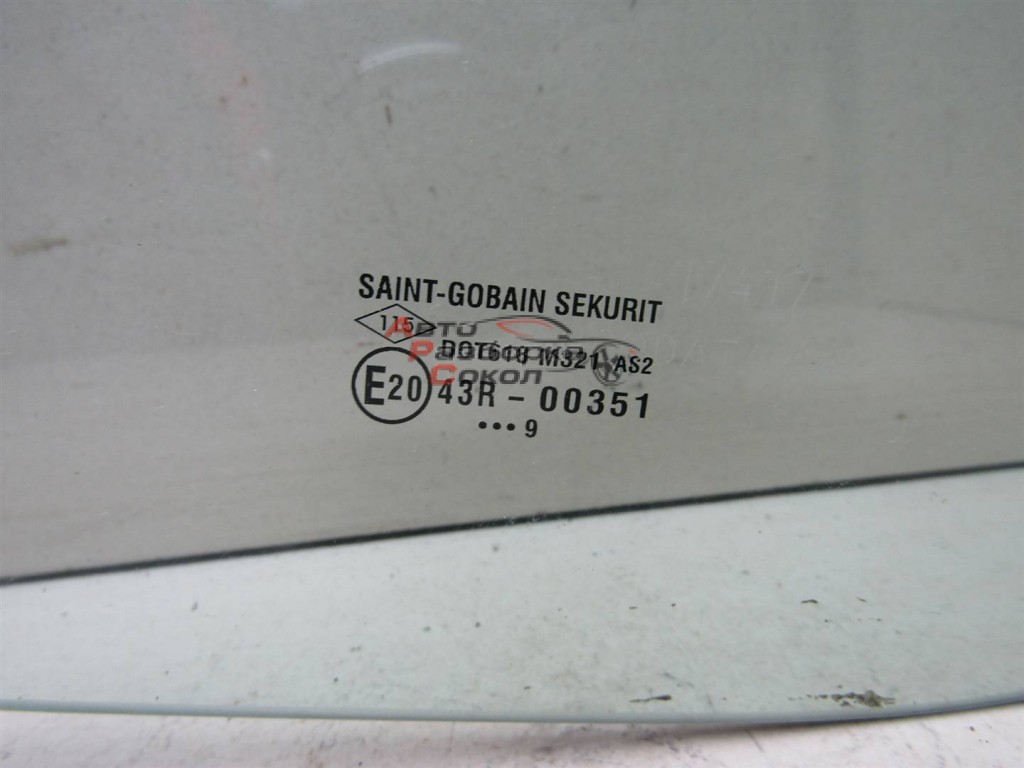 SAINT-GOBAIN SEKURIT
115
АВТО
РАЗБОРКА
СОКОЛ
DOT618 M321 AS2
E20 43R - 00351
••• 9